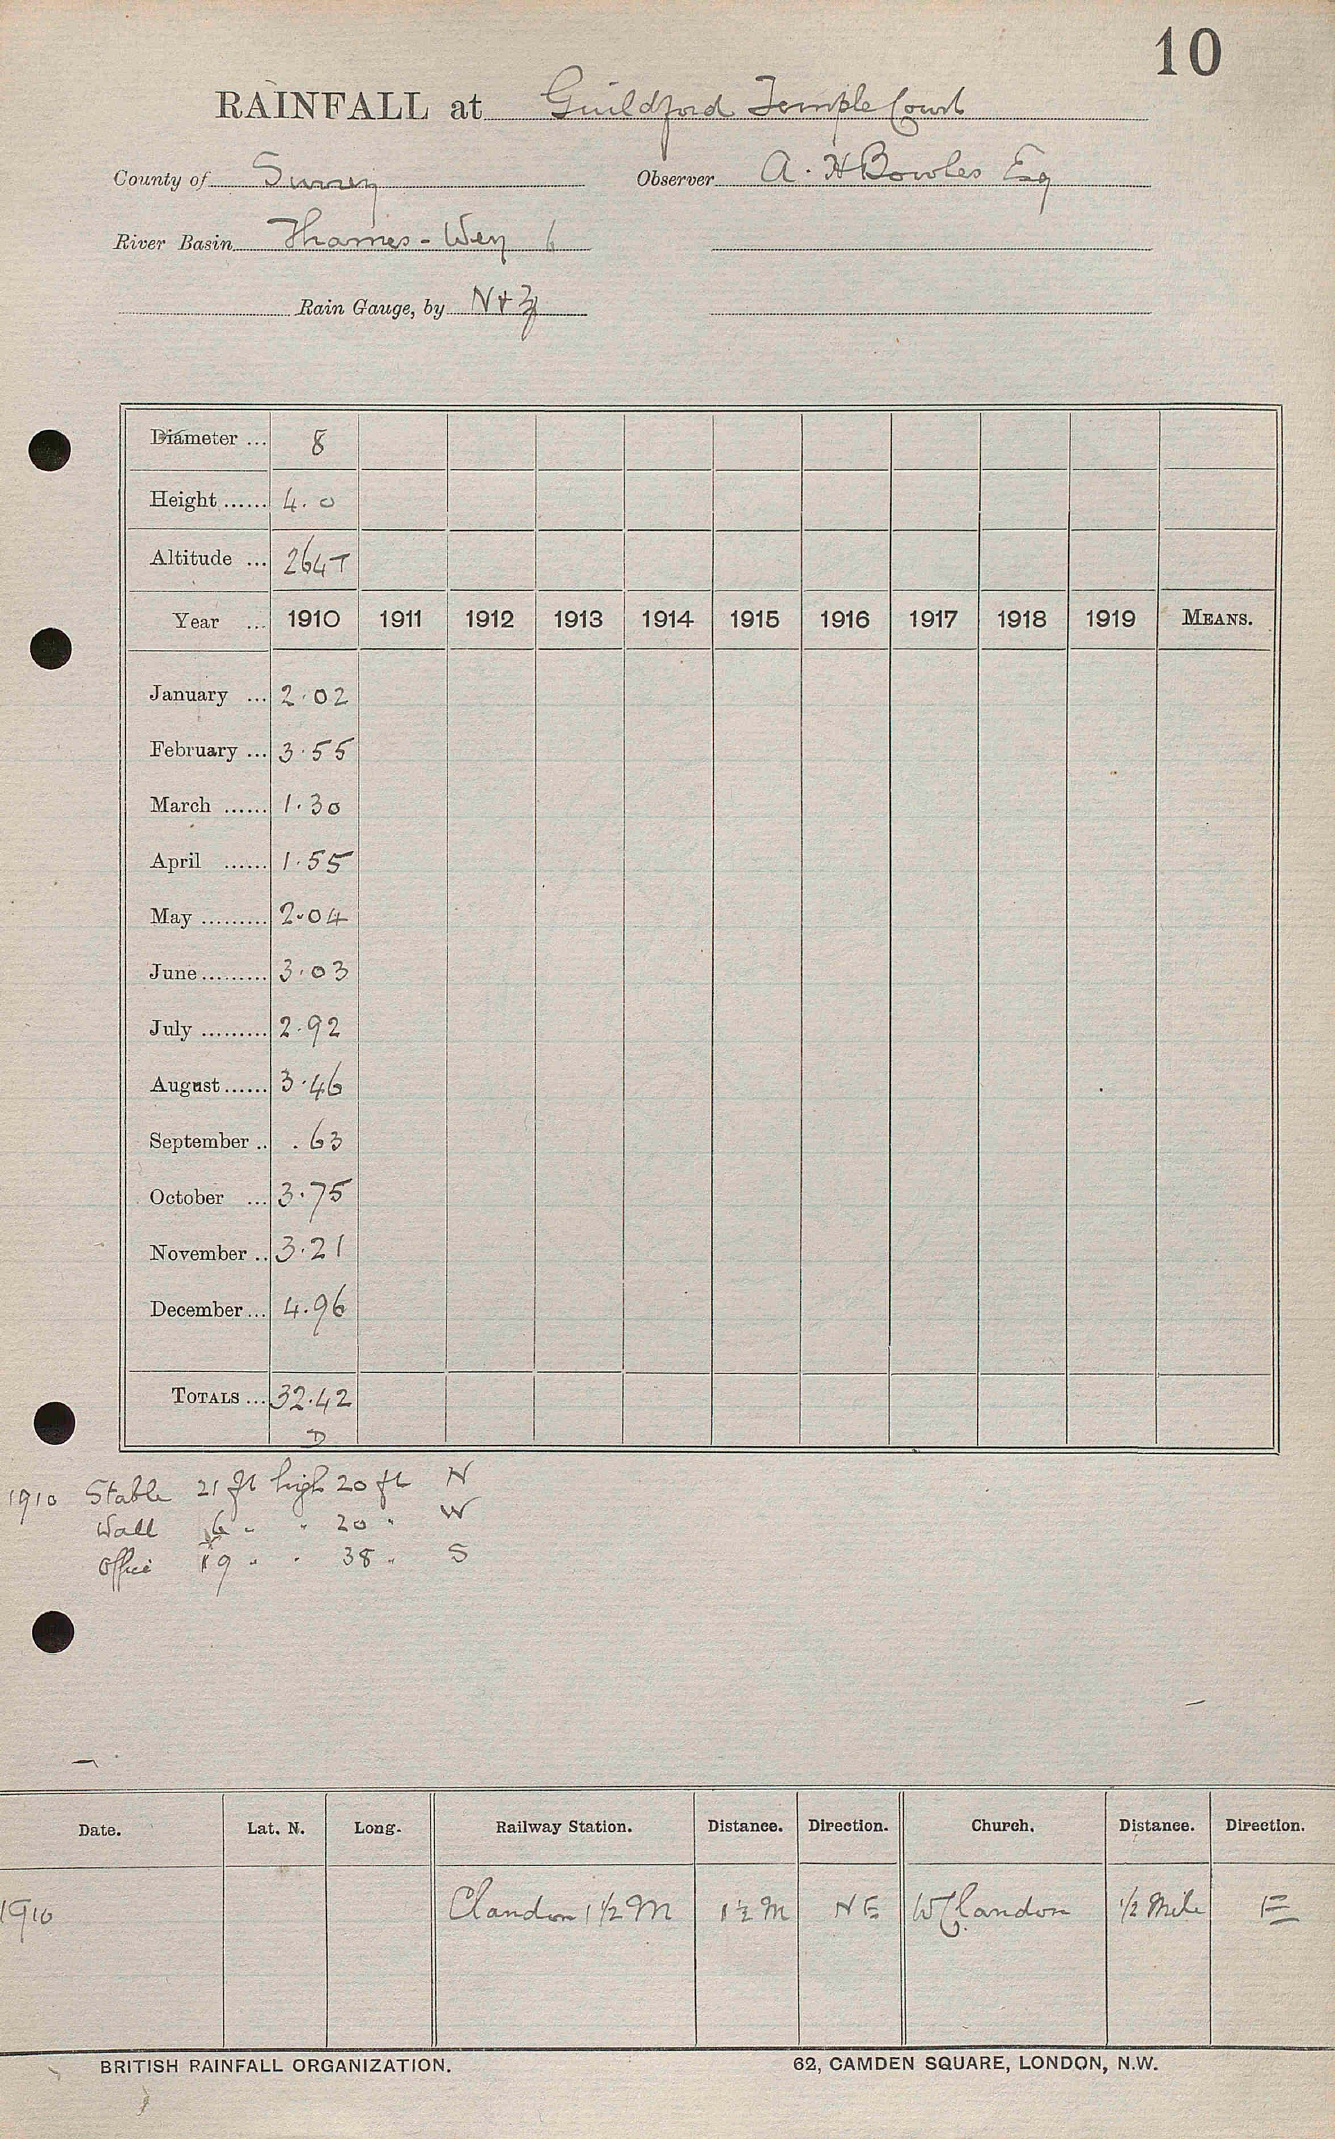 10
RAINFALL at Guildford Temple Court
County of Surrey Observer A. H Bowles Esq
River Basin Thames - Wey 6
Rain Gauge, by N + Z
Diameter ... 8
Height ...... 4.0
Altitude ... 264T
Year ... 1910 1911 1912 1913 1914 1915 1916 1917 1918 1919 MEANS.
January ... 2.02
February ... 3.55
March ...... 1.30
April ...... 1.55
May ......... 2.04
June ......... 3.03
July ......... 2.92
August ...... 3.46
September .. .63
October ... 3.75
November .. 3.21
December ... 4.96
TOTALS ... 32.42
D
1910 Stable 21 ft high 20 ft N
Wall 6 " " 20 " W
Office 19 " " 38 " S
Date. Lat. N. Long. Railway Station. Distance. Direction. Church. Distance. Direction.
1910 Clandon 1 1/2 M 1 1/2 M N E W Clandon 1/2 Mile E
BRITISH RAINFALL ORGANIZATION. 62, CAMDEN SQUARE, LONDON, N.W.